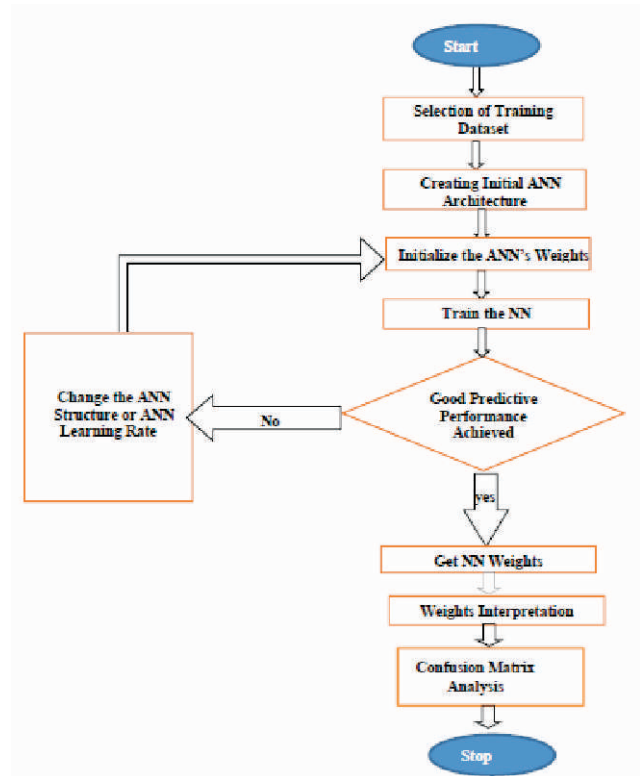 Start
Selection of Training
Dataset
Creating Initial ANN
Architecture
Initialize the ANN's Weights
Train the NN
Good Predictive
Performance
Achieved
No
Change the ANN
Structure or ANN
Learning Rate
yes
Get NN Weights
Weights Interpretation
Confusion Matrix
Analysis
Stop